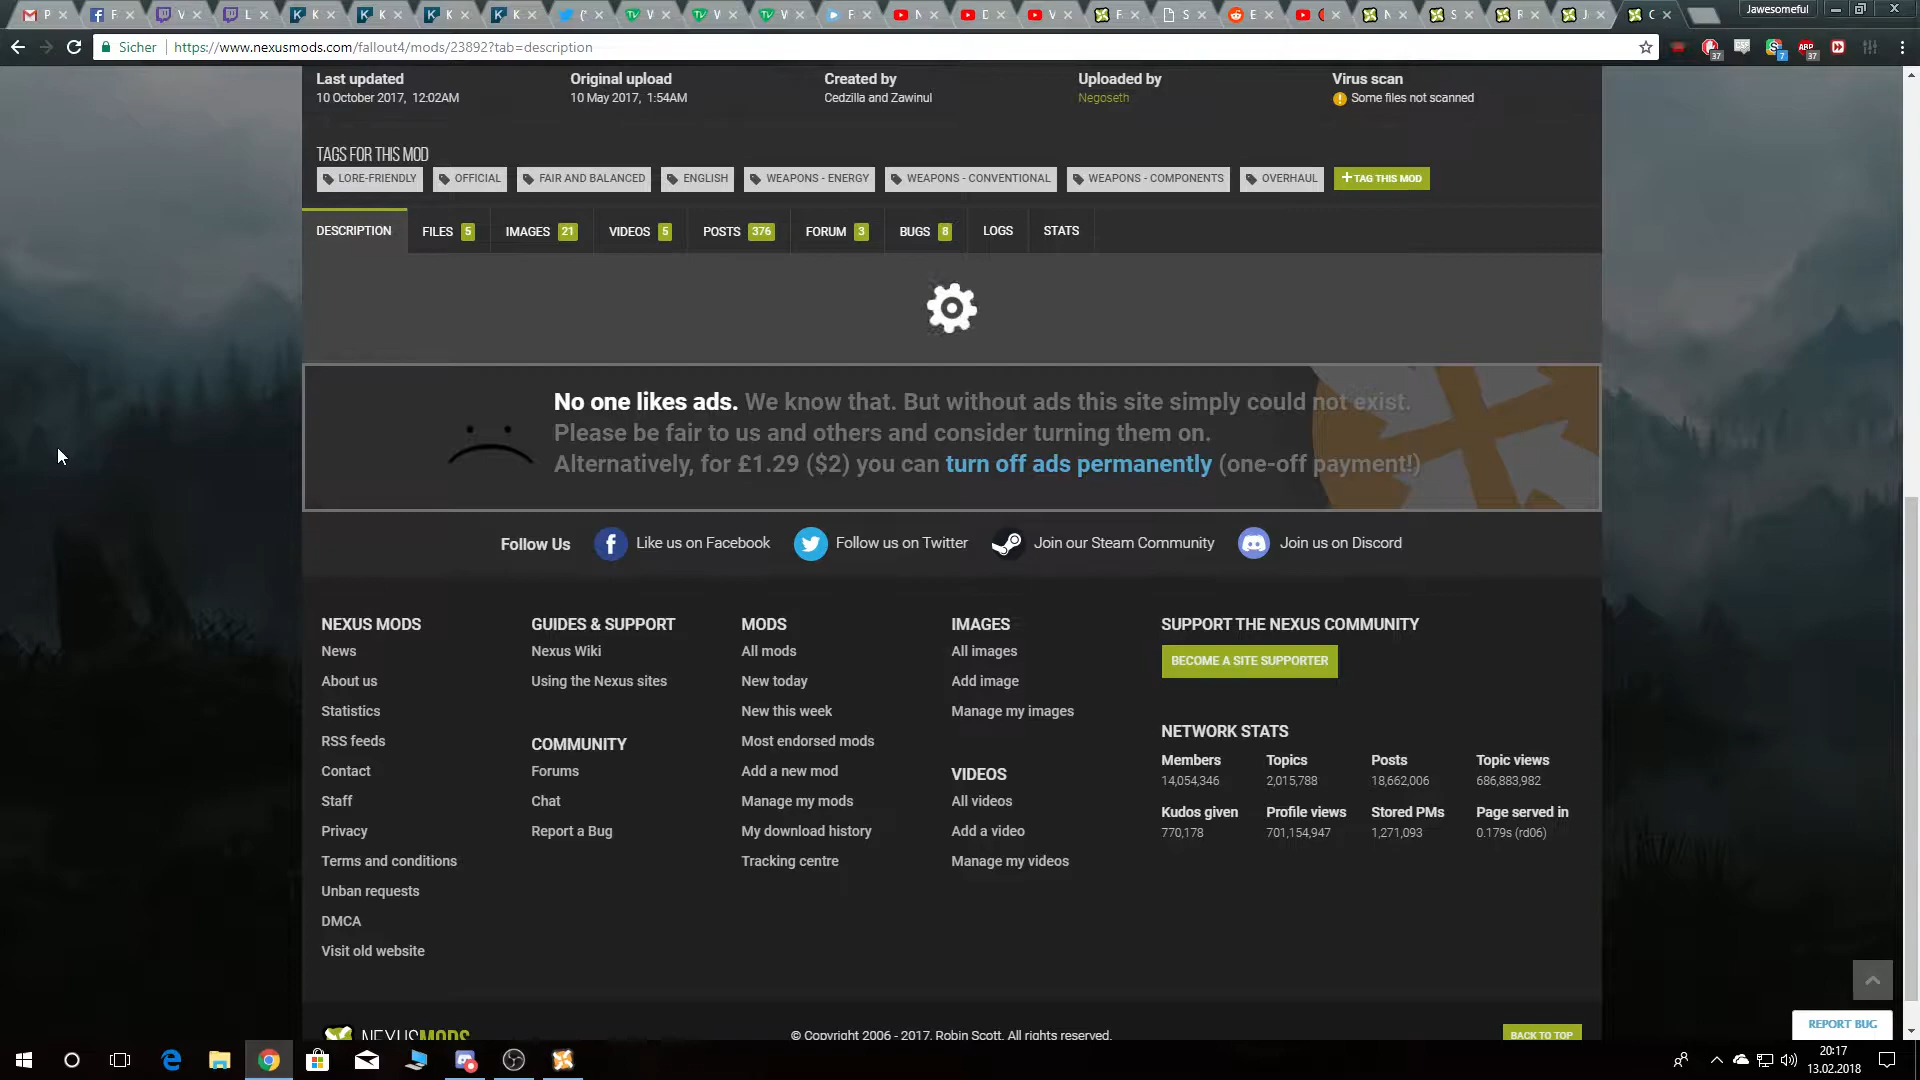 Jawesomeful
Sicher
https://www.nexusmods.com/fallout4/mods/23892?tab=description
Last updated
10 October 2017, 12:02AM
Original upload
10 May 2017, 1:54AM
Created by
Cedzilla and Zawinul
Uploaded by
Negoseth
Virus scan
Some files not scanned
TAGS FOR THIS MOD
LORE-FRIENDLY
OFFICIAL
FAIR AND BALANCED
ENGLISH
WEAPONS - ENERGY
WEAPONS - CONVENTIONAL
WEAPONS - COMPONENTS
OVERHAUL
+TAG THIS MOD
DESCRIPTION
FILES 5
IMAGES 21
VIDEOS 5
POSTS 376
FORUM 3
BUGS 8
LOGS
STATS
No one likes ads. We know that. But without ads this site simply could not exist.
Please be fair to us and others and consider turning them on.
Alternatively, for £1.29 ($2) you can turn off ads permanently (one-off payment!)
Follow Us
Like us on Facebook
Follow us on Twitter
Join our Steam Community
Join us on Discord
NEXUS MODS
News
About us
Statistics
RSS feeds
Contact
Staff
Privacy
Terms and conditions
Unban requests
DMCA
Visit old website
GUIDES & SUPPORT
Nexus Wiki
Using the Nexus sites
COMMUNITY
Forums
Chat
Report a Bug
MODS
All mods
New today
New this week
Most endorsed mods
Add a new mod
Manage my mods
My download history
Tracking centre
IMAGES
All images
Add image
Manage my images
VIDEOS
All videos
Add a video
Manage my videos
SUPPORT THE NEXUS COMMUNITY
BECOME A SITE SUPPORTER
NETWORK STATS
Members
14,054,346
Topics
2,015,788
Posts
18,662,006
Topic views
686,883,982
Kudos given
770,178
Profile views
701,154,947
Stored PMs
1,271,093
Page served in
0.179s (rd06)
NEXUSMODS
© Copyright 2006 - 2017. Robin Scott. All rights reserved.
BACK TO TOP
REPORT BUG
20:17
13.02.2018